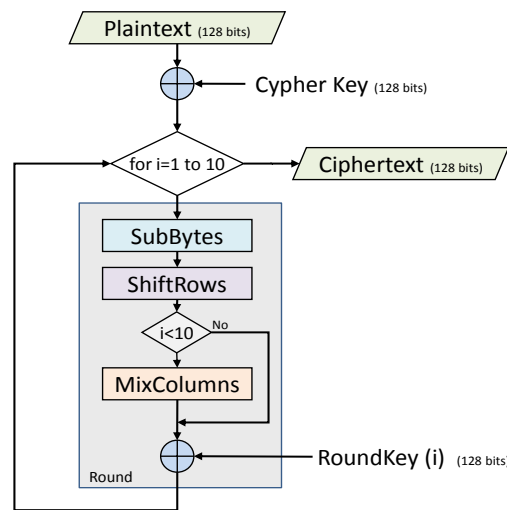 Plaintext (128 bits)
Cypher Key (128 bits)
for i=1 to 10
Ciphertext (128 bits)
SubBytes
ShiftRows
i<10
No
MixColumns
RoundKey (i) (128 bits)
Round